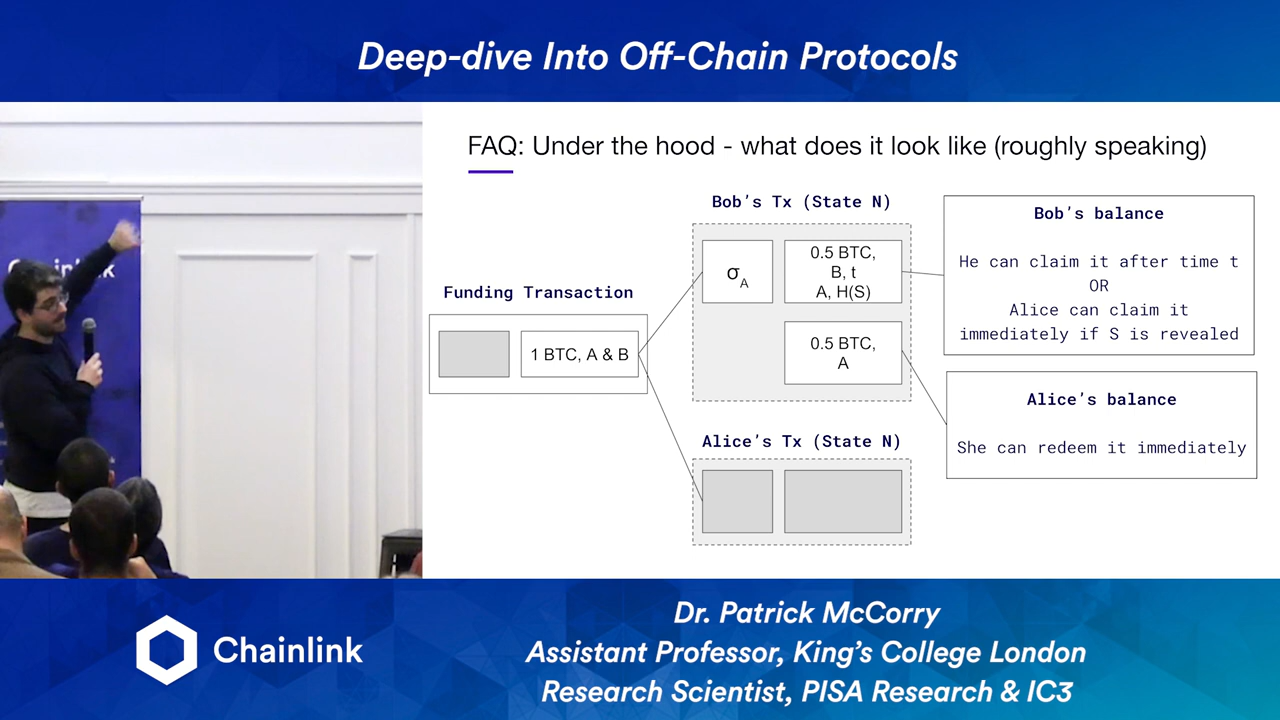 Deep-dive Into Off-Chain Protocols
FAQ: Under the hood - what does it look like (roughly speaking)
Bob's Tx (State N)
Funding Transaction
1 BTC, A & B
σA
0.5 BTC,
B, t
A, H(S)
0.5 BTC,
A
Bob's balance
He can claim it after time t
OR
Alice can claim it
immediately if S is revealed
Alice's balance
She can redeem it immediately
Alice's Tx (State N)
Chainlink
Dr. Patrick McCorry
Assistant Professor, King's College London
Research Scientist, PISA Research & IC3